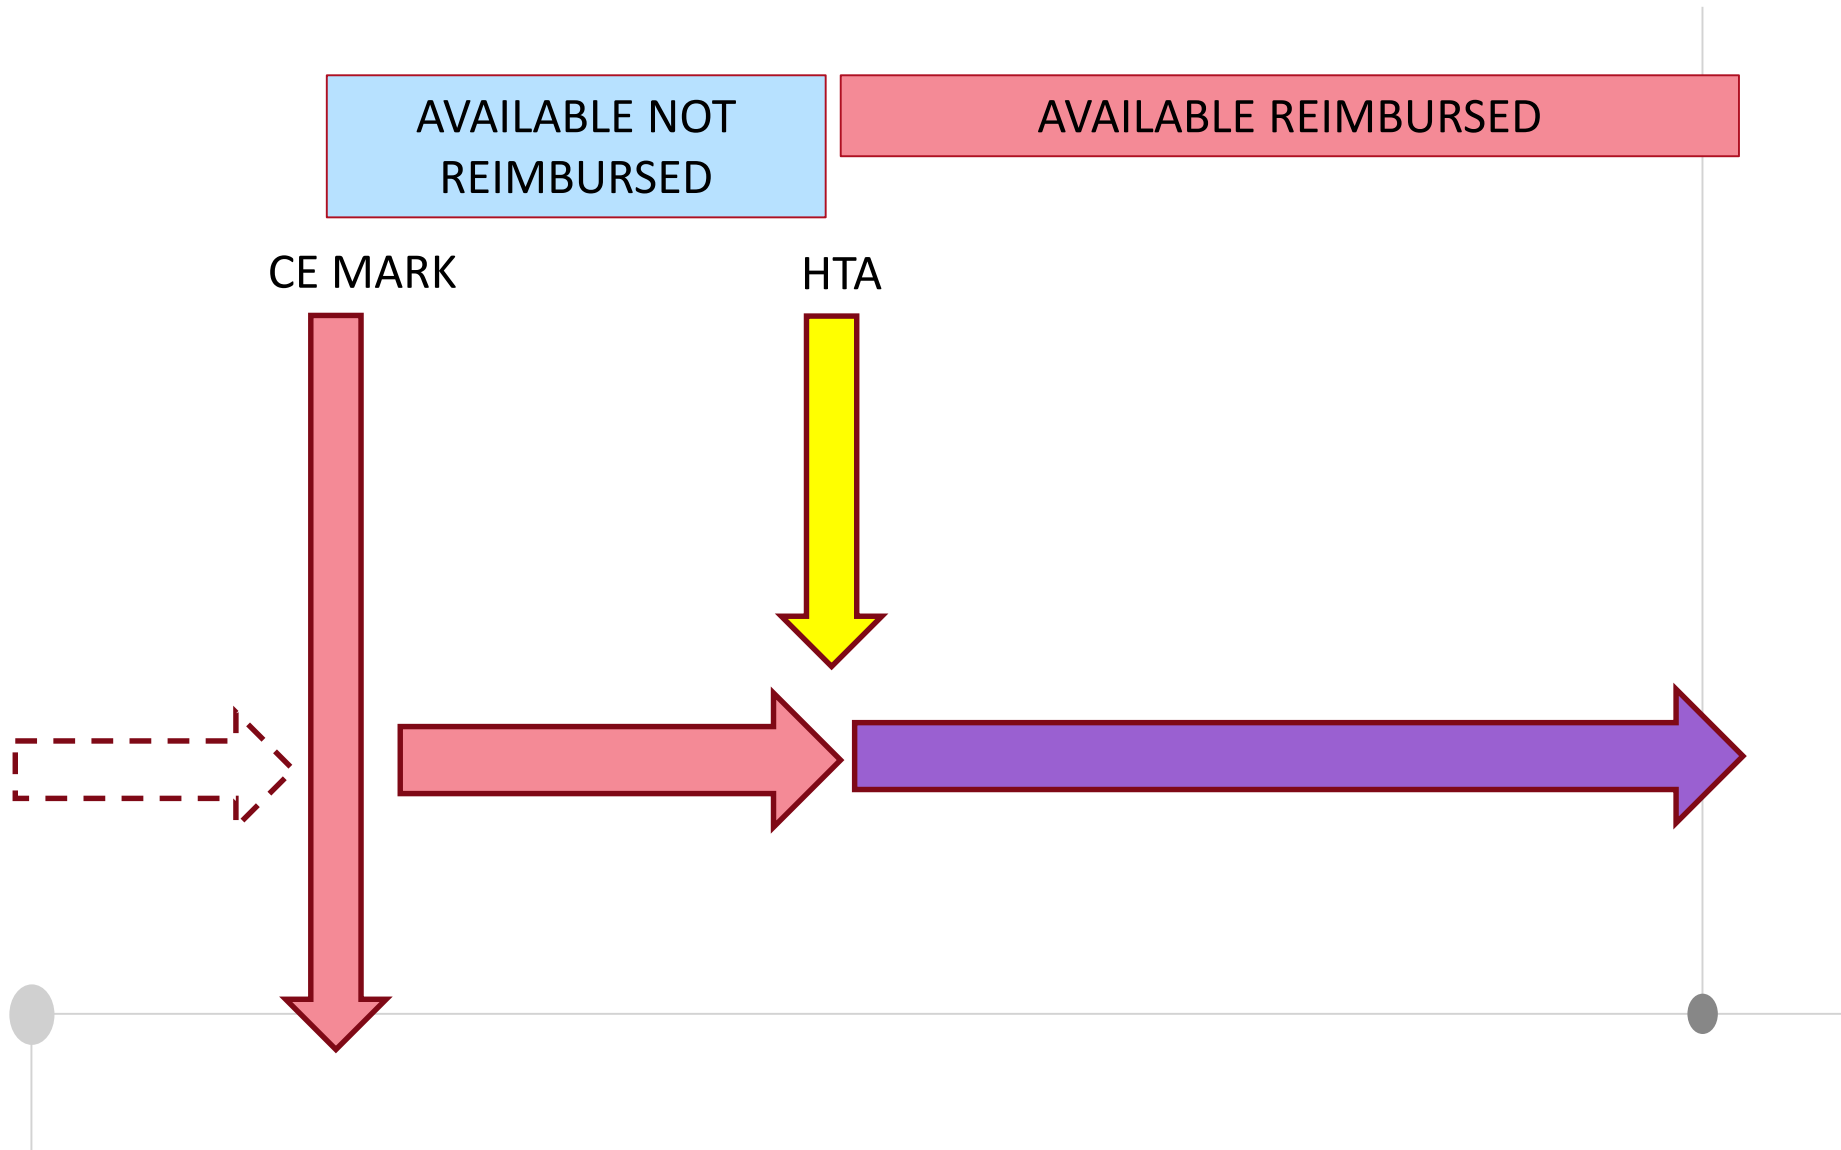 AVAILABLE NOT
REIMBURSED
AVAILABLE REIMBURSED
CE MARK
HTA